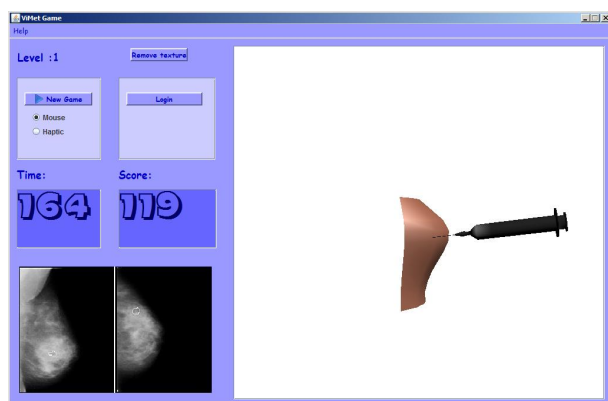 ViMet Game
Help
Level :1
Remove texture
New Game
Login
Mouse
Haptic
Time:
Score:
164
119